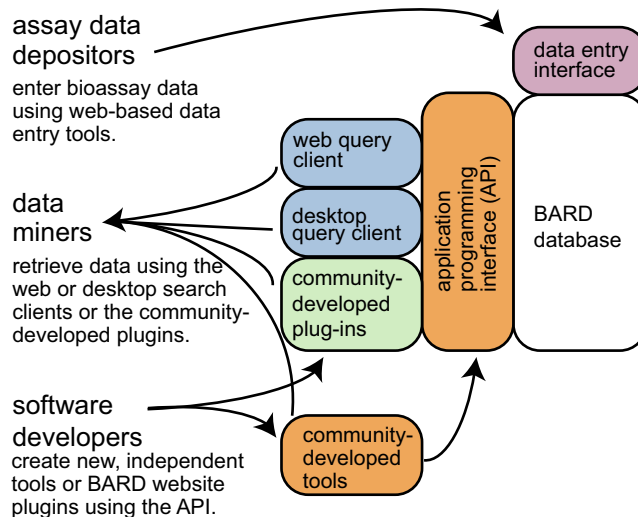 assay data
depositors
enter bioassay data
using web-based data
entry tools.
data entry
interface
web query
client
desktop
query client
community-
developed
plug-ins
application
programming
interface (API)
BARD
database
data
miners
retrieve data using the
web or desktop search
clients or the community-
developed plugins.
software
developers
create new, independent
tools or BARD website
plugins using the API.
community-
developed
tools